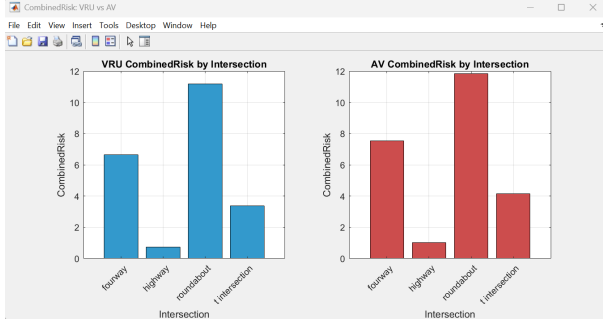 CombinedRisk: VRU vs AV
File Edit View Insert Tools Desktop Window Help
VRU CombinedRisk by Intersection
12
10
8
6
4
2
0
CombinedRisk
fourway
highway
roundabout
t intersection
Intersection
AV CombinedRisk by Intersection
12
10
8
6
4
2
0
CombinedRisk
fourway
highway
roundabout
t intersection
Intersection